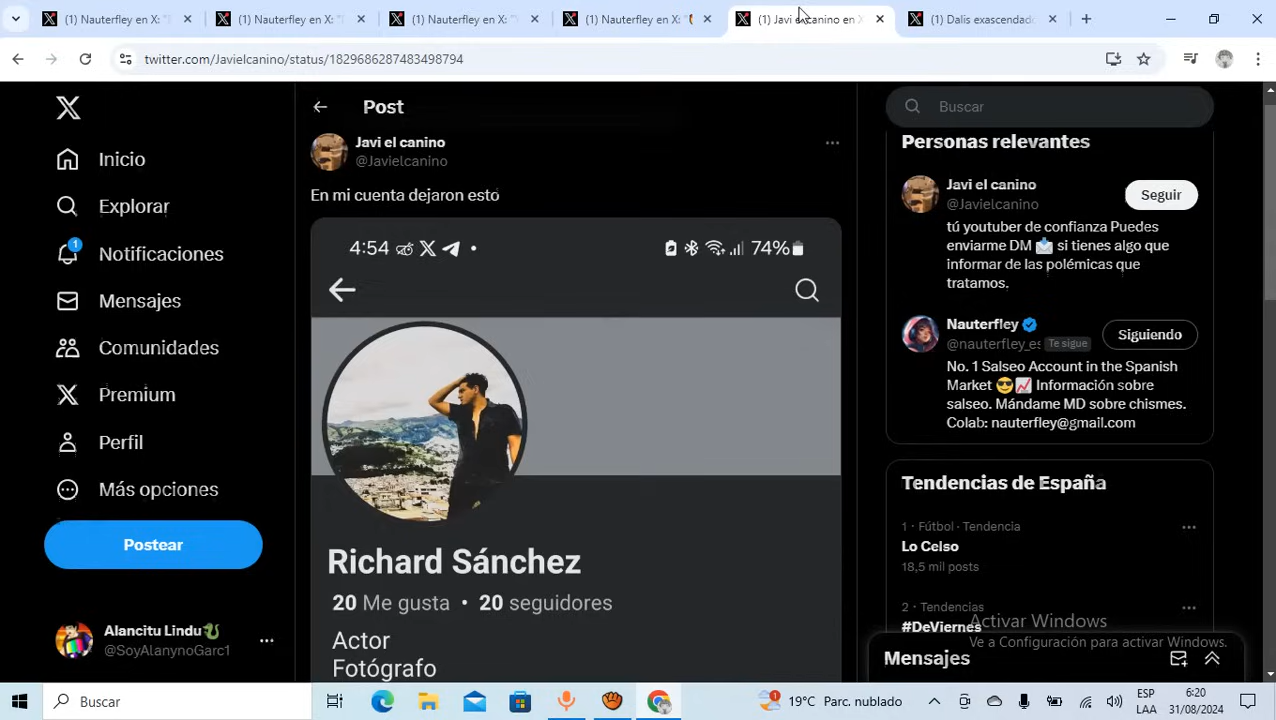 (1) Nauterfley en X: "
(1) Nauterfley en X: "
(1) Nauterfley en X: "
(1) Nauterfley en X: "
(1) Javi el canino en X
(1) Dalis exascendado
twitter.com/Javielcanino/status/1829686287483498794
Inicio
Explorar
1
Notificaciones
Mensajes
Comunidades
Premium
Perfil
Más opciones
Postear
Alancitu Lindu
@SoyAlanynoGarc1
Post
Javi el canino
@Javielcanino
En mi cuenta dejaron esto
4:54
74%
Richard Sánchez
20 Me gusta • 20 seguidores
Actor
Fotógrafo
Buscar
Personas relevantes
Javi el canino
@Javielcanino
Seguir
tú youtuber de confianza Puedes
enviarme DM 📩 si tienes algo que
informar de las polémicas que
tratamos.
Nauterfley
@nauterfley_es Te sigue
Siguiendo
No. 1 Salseo Account in the Spanish
Market 😎📈 Información sobre
salseo. Mándame MD sobre chismes.
Colab: nauterfley@gmail.com
Tendencias de España
1 · Fútbol · Tendencia
Lo Celso
18,5 mil posts
2 · Tendencias
#DeViernes
Activar Windows
Ve a Configuración para activar Windows.
Mensajes
Buscar
19°C Parc. nublado
ESP
LAA
6:20
31/08/2024